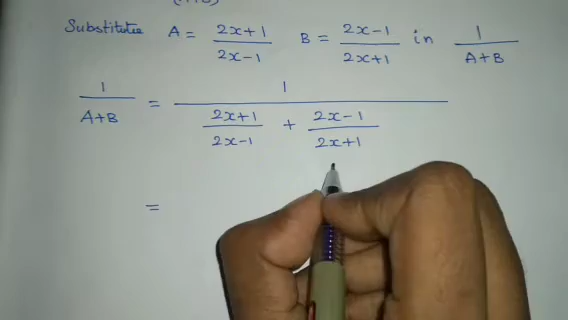 Substitute A = 2x+1/2x-1 B = 2x-1/2x+1 in 1/A+B
1/A+B = 1/(2x+1/2x-1 + 2x-1/2x+1)
=